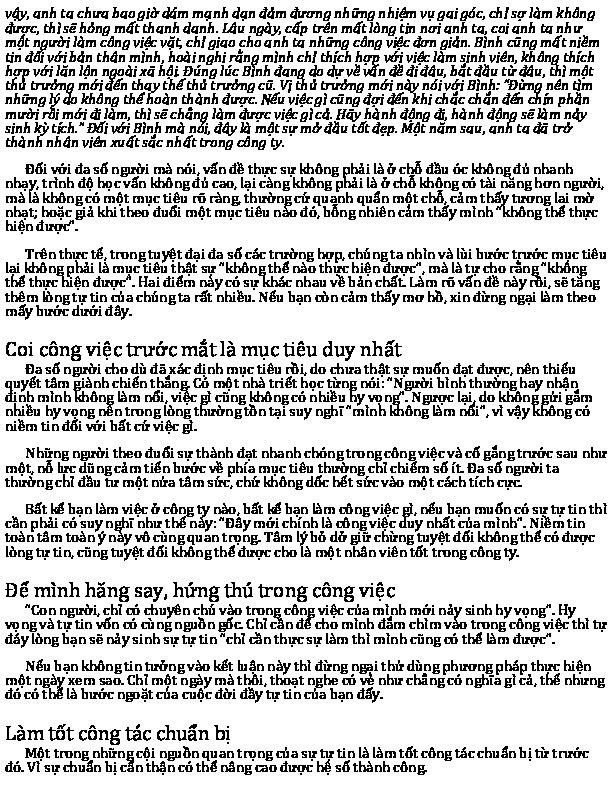 vậy, anh ta chưa bao giờ dám mạnh dạn đảm đương những nhiệm vụ gai góc, chỉ sợ làm không
được, thì sẽ hỏng mất thanh danh. Lâu ngày, cấp trên mất lòng tin nơi anh ta, coi anh ta như
một người làm công việc vặt, chỉ giao cho anh ta những công việc đơn giản. Bình cũng mất niềm
tin đối với bản thân mình, hoài nghi rằng mình chỉ thích hợp với việc làm sinh viên, không thích
hợp với lăn lộn ngoài xã hội. Đúng lúc Bình đang do dự về vấn đề đi đâu, bắt đầu từ đâu, thì một
thủ trưởng mới đến thay thế thủ trưởng cũ. Vị thủ trưởng mới này nói với Bình: “Đừng nên tìm
những lý do không thể hoàn thành được. Nếu việc gì cũng đợi đến khi chắc chắn đến chín phần
mười rồi mới đi làm, thì sẽ chẳng làm được việc gì cả. Hãy hành động đi, hành động sẽ làm nảy
sinh kỳ tích.” Đối với Bình mà nói, đây là một sự mở đầu tốt đẹp. Một năm sau, anh ta đã trở
thành nhân viên xuất sắc nhất trong công ty.
Đối với đa số người mà nói, vấn đề thực sự không phải là ở chỗ đầu óc không đủ nhanh
nhạy, trình độ học vấn không đủ cao, lại càng không phải là ở chỗ không có tài năng hơn người,
mà là không có một mục tiêu rõ ràng, thường cứ quanh quẩn một chỗ, cảm thấy tương lai mờ
nhạt; hoặc giả khi theo đuổi một mục tiêu nào đó, bỗng nhiên cảm thấy mình “không thể thực
hiện được”.
Trên thực tế, trong tuyệt đại đa số các trường hợp, chúng ta nhìn và lùi bước trước mục tiêu
lại không phải là mục tiêu thật sự “không thể nào thực hiện được”, mà là tự cho rằng “không
thể thực hiện được”. Hai điểm này có sự khác nhau về bản chất. Làm rõ vấn đề này rồi, sẽ tăng
thêm lòng tự tin của chúng ta rất nhiều. Nếu bạn còn cảm thấy mơ hồ, xin đừng ngại làm theo
mấy bước dưới đây.
Coi công việc trước mắt là mục tiêu duy nhất
Đa số người cho dù đã xác định mục tiêu rồi, do chưa thật sự muốn đạt được, nên thiếu
quyết tâm giành chiến thắng. Có một nhà triết học từng nói: “Người bình thường hay nhận
định mình không làm nổi, việc gì cũng không có nhiều hy vọng”. Ngược lại, do không gửi gắm
nhiều hy vọng nên trong lòng thường tồn tại suy nghĩ “mình không làm nổi”, vì vậy không có
niềm tin đối với bất cứ việc gì.
Những người theo đuổi sự thành đạt nhanh chóng trong công việc và cố gắng trước sau như
một, nỗ lực dũng cảm tiến bước về phía mục tiêu thường chỉ chiếm số ít. Đa số người ta
thường chỉ đầu tư một nửa tâm sức, chứ không dốc hết sức vào một cách tích cực.
Bất kể bạn làm việc ở công ty nào, bất kể bạn làm công việc gì, nếu bạn muốn có sự tự tin thì
cần phải có suy nghĩ như thế này: “Đây mới chính là công việc duy nhất của mình”. Niềm tin
toàn tâm toàn ý này vô cùng quan trọng. Tâm lý bỏ dở giữ chừng tuyệt đối không thể có được
lòng tự tin, cũng tuyệt đối không thể được cho là một nhân viên tốt trong công ty.
Để mình hăng say, hứng thú trong công việc
“Con người, chỉ có chuyên chú vào trong công việc của mình mới nảy sinh hy vọng”. Hy
vọng và tự tin vốn có cùng nguồn gốc. Chỉ cần để cho mình đắm chìm vào trong công việc thì tự
đáy lòng bạn sẽ nảy sinh sự tự tin “chỉ cần thực sự làm thì mình cũng có thể làm được”.
Nếu bạn không tin tưởng vào kết luận này thì đừng ngại thử dùng phương pháp thực hiện
một ngày xem sao. Chỉ một ngày mà thôi, thoạt nghe có vẻ như chẳng có nghĩa gì cả, thế nhưng
đó có thể là bước ngoặt của cuộc đời đầy tự tin của bạn đấy.
Làm tốt công tác chuẩn bị
Một trong những cội nguồn quan trọng của sự tự tin là làm tốt công tác chuẩn bị từ trước
đó. Vì sự chuẩn bị cẩn thận có thể nâng cao được hệ số thành công.